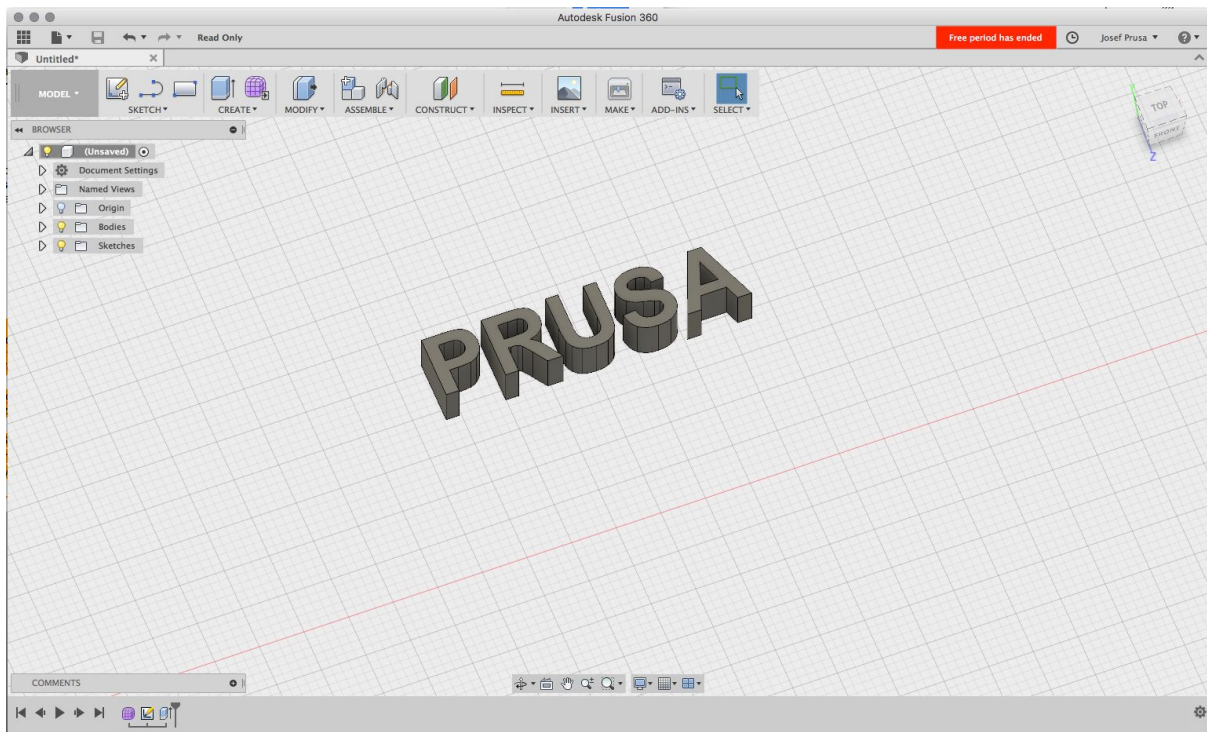 Autodesk Fusion 360
Read Only
Free period has ended
Josef Prusa
Untitled*
MODEL
SKETCH
CREATE
MODIFY
ASSEMBLE
CONSTRUCT
INSPECT
INSERT
MAKE
ADD-INS
SELECT
BROWSER
(Unsaved)
Document Settings
Named Views
Origin
Bodies
Sketches
TOP
FRONT
Z
PRUSA
COMMENTS